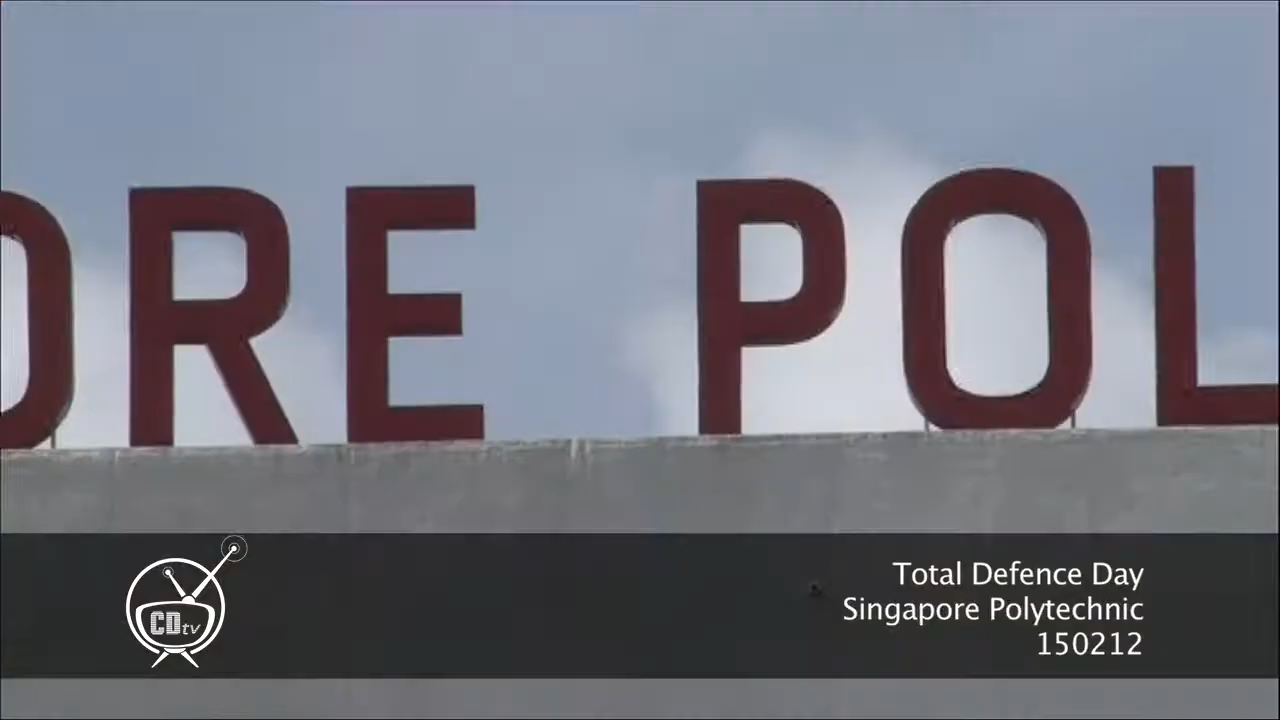 ORE POL
CDtv
Total Defence Day
Singapore Polytechnic
150212